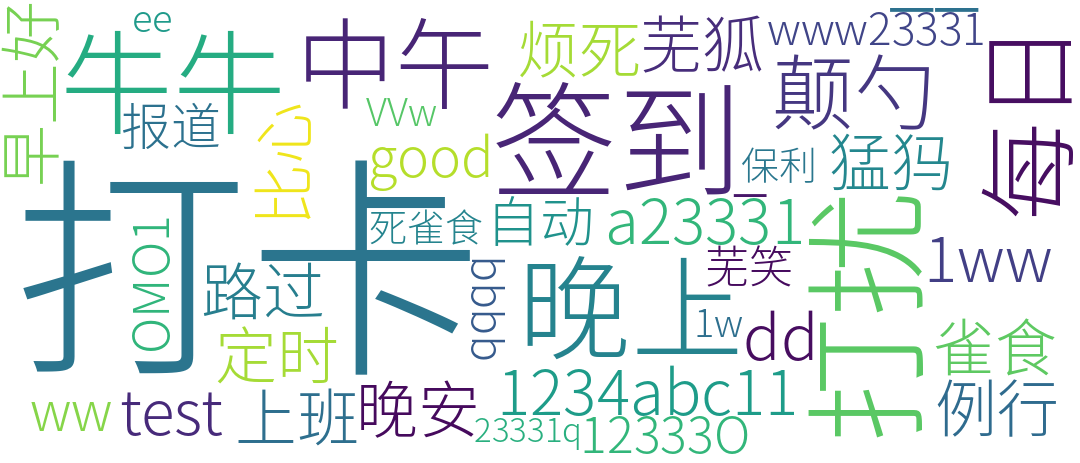 早上好
ee
牛牛
中午
烦死
芜狐
www23331
每日
报道
比心
VVw
good
签到
颠勺
保利
猛犸
打卡
死雀食
自动
a23331
打扰
1ww
OMO1
路过
qqqq
晚上
芜笑
1w
dd
定时
雀食
ww
test
上班
晚安
1234abc11
23331q
12333O
例行